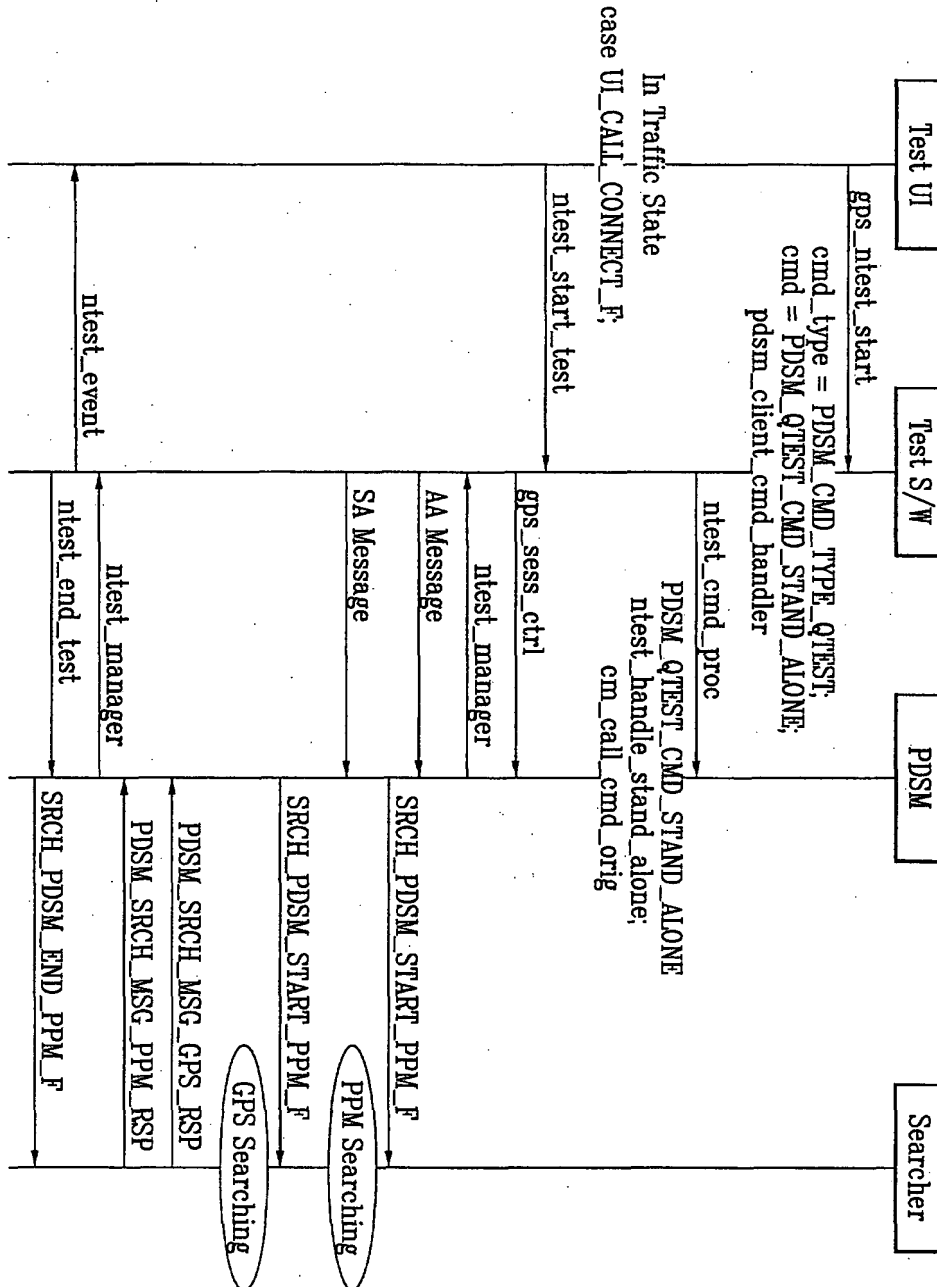 Test UI
Test S/W
PDSM
Searcher
gps_ntest_start
cmd_type = PDSM_CMD_TYPE_QTEST;
cmd = PDSM_QTEST_CMD_STAND_ALONE;
pdsm_client_cmd_handler
ntest_cmd_proc
PDSM_QTEST_CMD_STAND_ALONE
ntest_handle_stand_alone;
cm_call_cmd_orig
In Traffic State
case UI_CALL_CONNECT_F;
ntest_start_test
gps_sess_ctrl
ntest_manager
AA Message
SRCH_PDSM_START_PPM_F
PPM Searching
SA Message
SRCH_PDSM_START_PPM_F
GPS Searching
PDSM_SRCH_MSG_GPS_RSP
PDSM_SRCH_MSG_PPM_RSP
ntest_manager
ntest_event
ntest_end_test
SRCH_PDSM_END_PPM_F